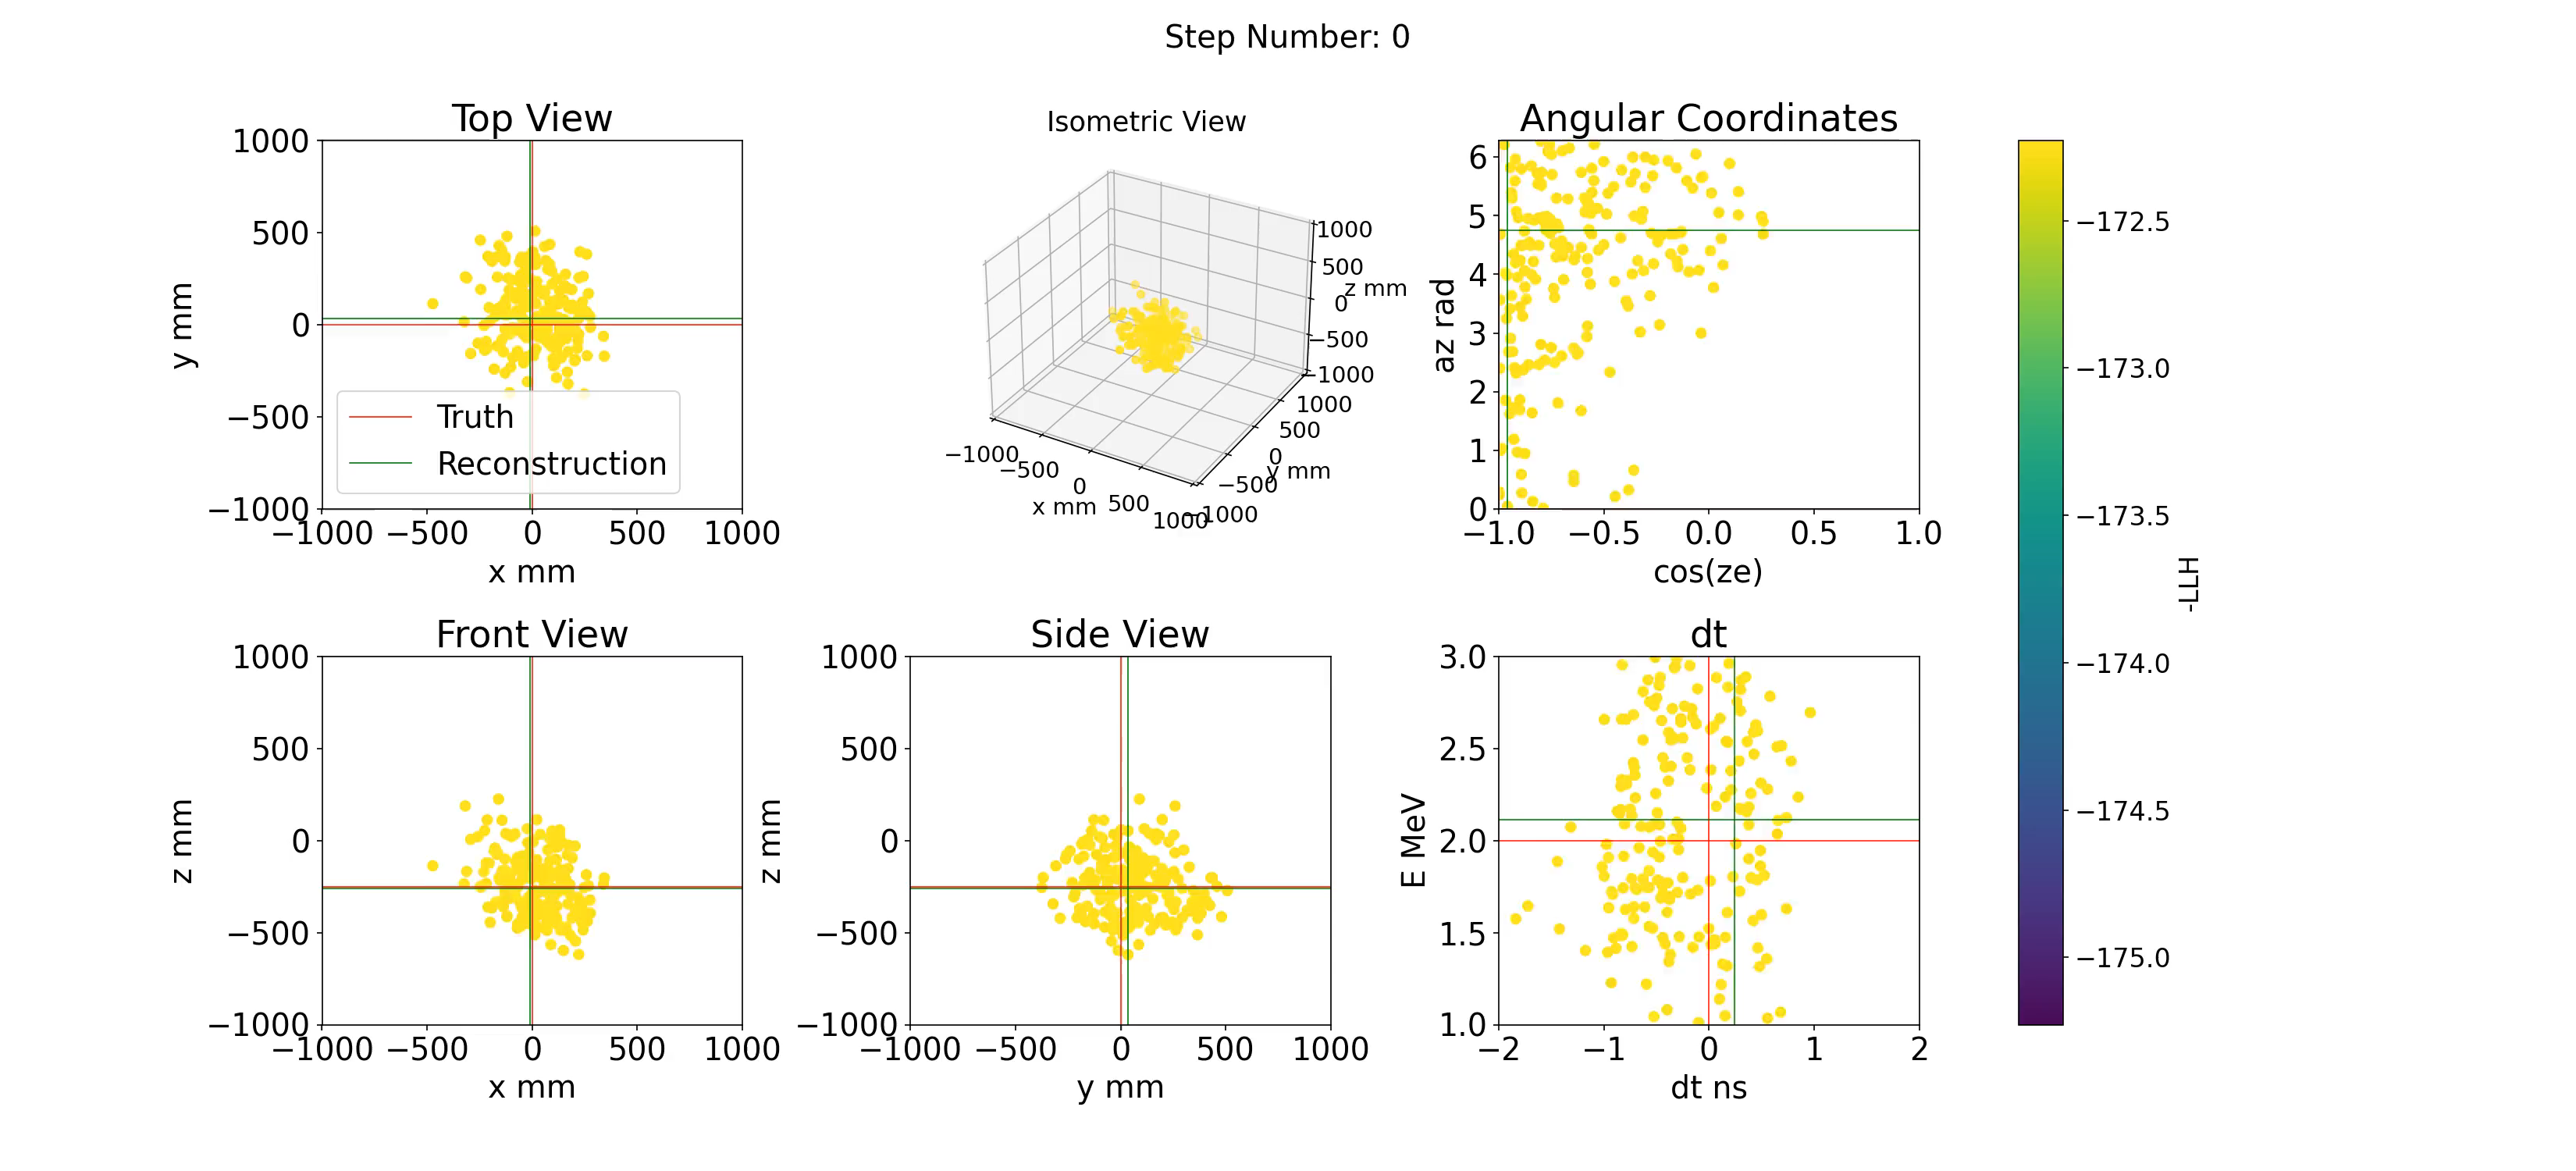 Step Number: 0
Top View
1000
500
0
−500
−1000
y mm
Truth
Reconstruction
−1000 −500 0 500 1000
x mm
Isometric View
1000
500
0
−500
−1000
z mm
1000
500
0
−500
−1000
y mm
−1000
−500
0
500
1000
x mm
Angular Coordinates
6
5
4
3
2
1
0
az rad
−1.0 −0.5 0.0 0.5 1.0
cos(ze)
Front View
1000
500
0
−500
−1000
z mm
−1000 −500 0 500 1000
x mm
Side View
1000
500
0
−500
−1000
z mm
−1000 −500 0 500 1000
y mm
dt
3.0
2.5
2.0
1.5
1.0
E MeV
−2 −1 0 1 2
dt ns
−172.5
−173.0
−173.5
−174.0
−174.5
−175.0
-LLH